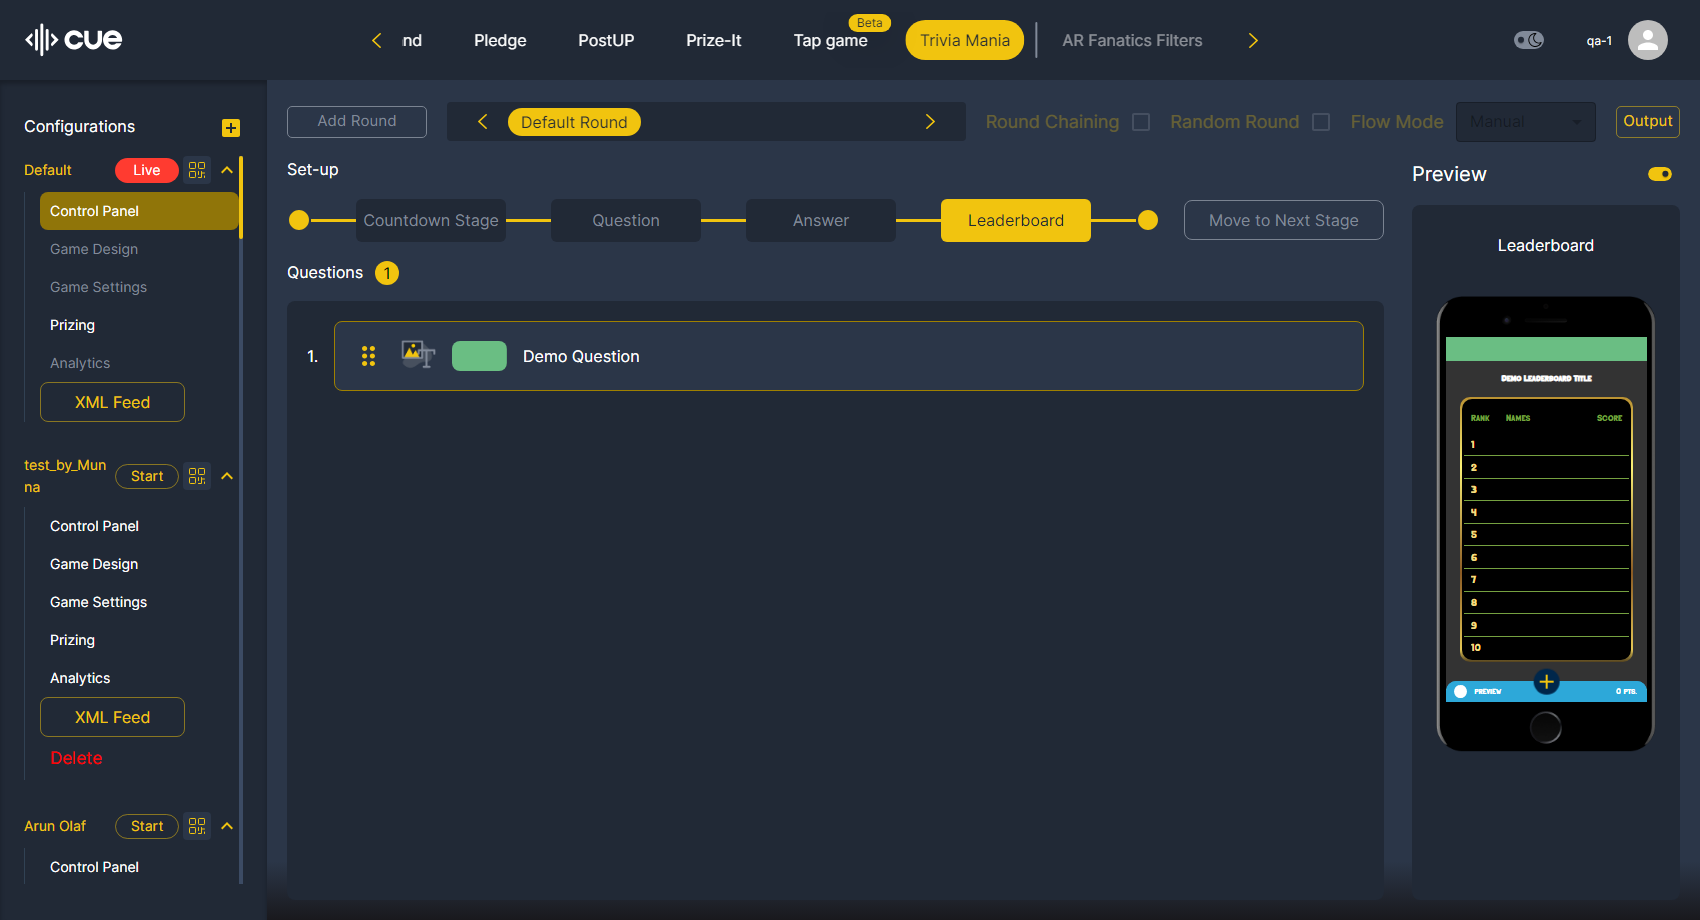 cue
nd
Pledge
PostUP
Prize-It
Tap game
Beta
Trivia Mania
AR Fanatics Filters
qa-1
Configurations
Default
Live
Control Panel
Game Design
Game Settings
Prizing
Analytics
XML Feed
test_by_Mun
na
Start
Control Panel
Game Design
Game Settings
Prizing
Analytics
XML Feed
Delete
Arun Olaf
Start
Control Panel
Add Round
Default Round
Round Chaining
Random Round
Flow Mode
Manual
Output
Set-up
Countdown Stage
Question
Answer
Leaderboard
Move to Next Stage
Questions
1
1.
Demo Question
Preview
Leaderboard
Demo Leaderboard Title
Rank Names Score
1
2
3
4
5
6
7
8
9
10
PREVIEW
0 PTS.